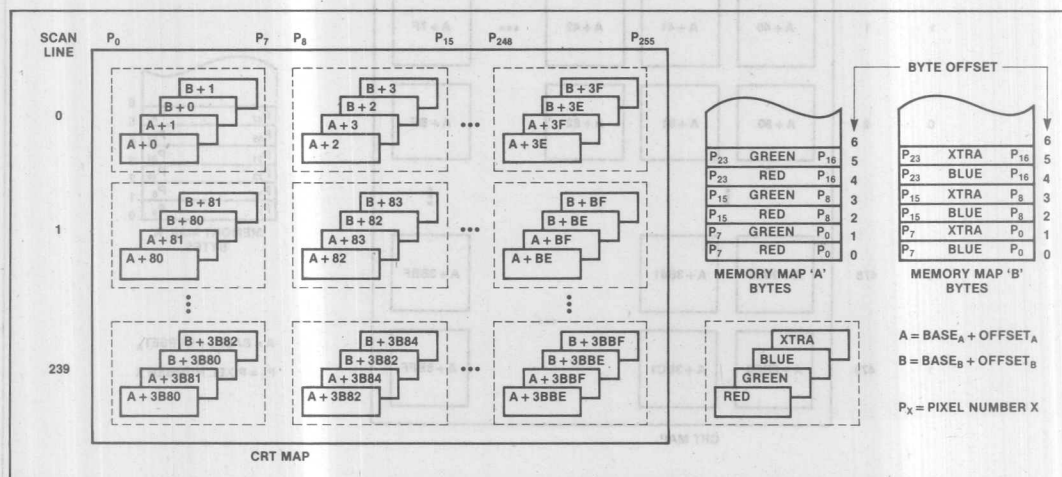 SCAN LINE
P0 P7 P8 P15 P248 P255
0
B + 1
B + 0
A + 1
A + 0
B + 3
B + 2
A + 3
A + 2
•••
B + 3F
B + 3E
A + 3F
A + 3E
1
B + 81
B + 80
A + 81
A + 80
B + 83
B + 82
A + 83
A + 82
•••
B + BF
B + BE
A + BF
A + BE
239
B + 3B82
B + 3B80
A + 3B81
A + 3B80
B + 3B84
B + 3B82
A + 3B84
A + 3B82
•••
B + 3BBF
B + 3BBE
A + 3BBF
A + 3BBE
CRT MAP
BYTE OFFSET
6
P23 GREEN P16 5
P23 RED P16 4
P15 GREEN P8 3
P15 RED P8 2
P7 GREEN P0 1
P7 RED P0 0
MEMORY MAP 'A'
BYTES
6
P23 XTRA P16 5
P23 BLUE P16 4
P15 XTRA P8 3
P15 BLUE P8 2
P7 XTRA P0 1
P7 BLUE P0 0
MEMORY MAP 'B'
BYTES
XTRA
BLUE
GREEN
RED
A = BASEA + OFFSETA
B = BASEB + OFFSETB
PX = PIXEL NUMBER X